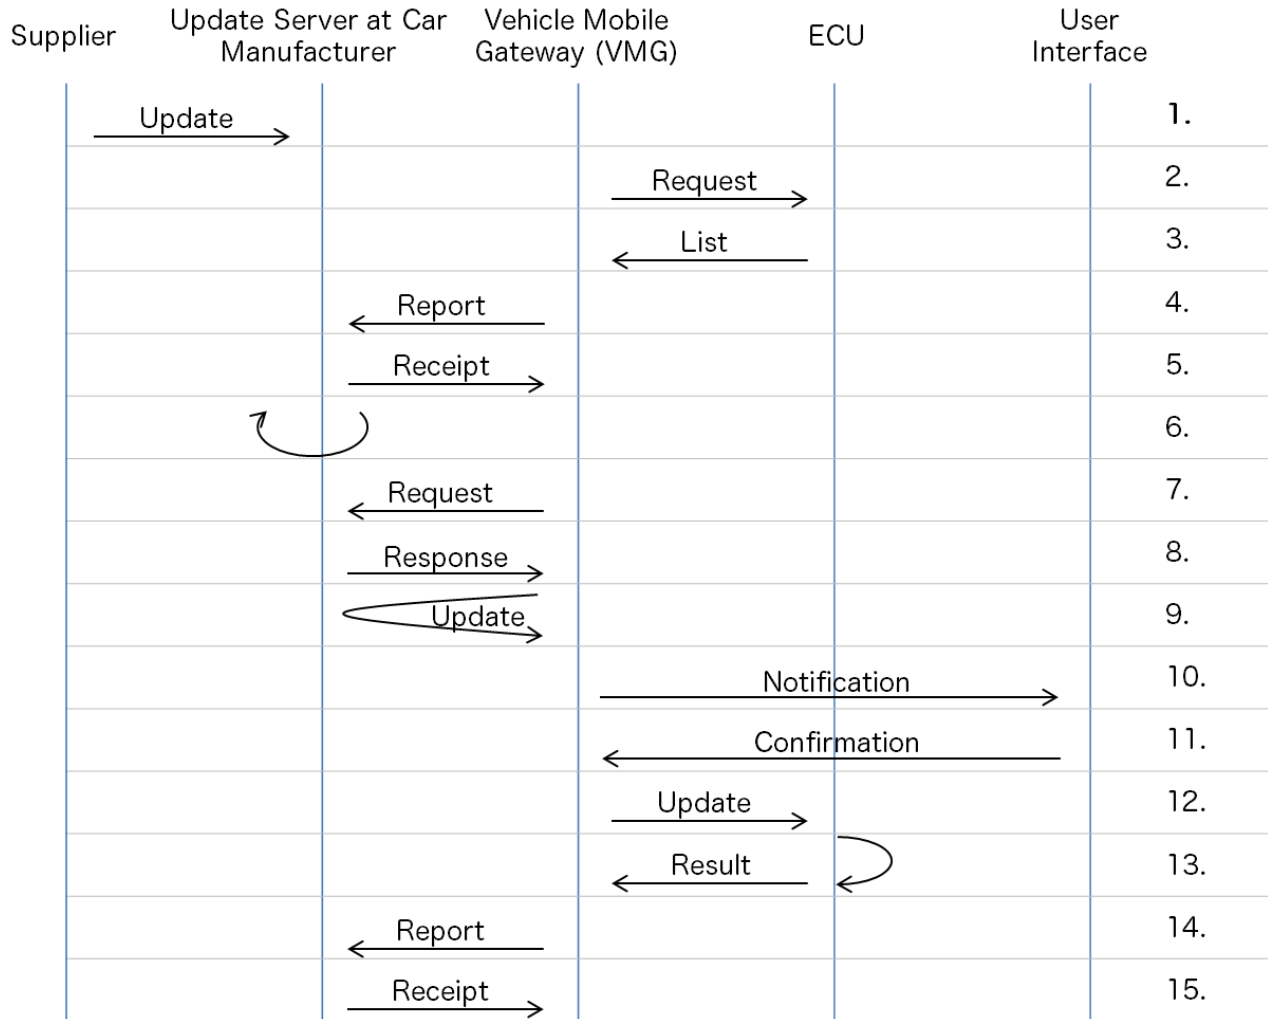 Supplier
Update Server at Car
Manufacturer
Vehicle Mobile
Gateway (VMG)
ECU
User
Interface
Update
1.
Request
2.
List
3.
Report
4.
Receipt
5.
6.
Request
7.
Response
8.
Update
9.
Notification
10.
Confirmation
11.
Update
12.
Result
13.
Report
14.
Receipt
15.